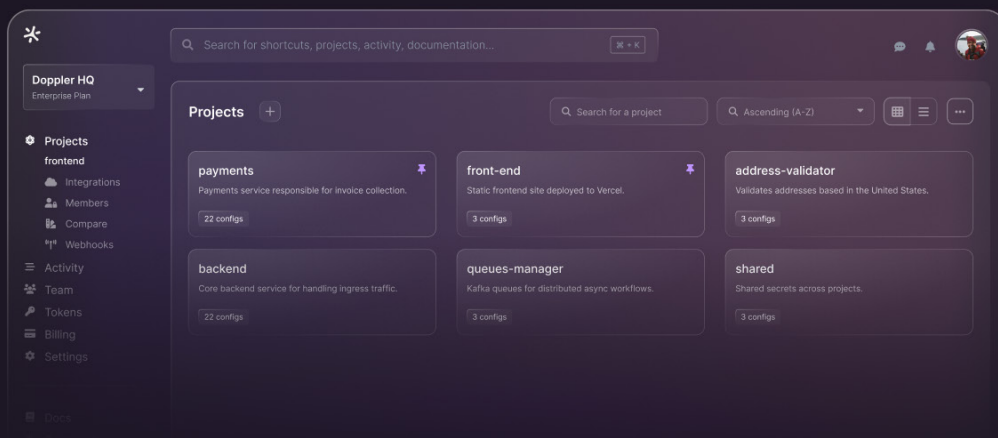 Search for shortcuts, projects, activity, documentation...
⌘ + K
Doppler HQ
Enterprise Plan
Projects
frontend
Integrations
Members
Compare
Webhooks
Activity
Team
Tokens
Billing
Settings
Docs
Projects
Search for a project
Ascending (A-Z)
payments
Payments service responsible for invoice collection.
22 configs
front-end
Static frontend site deployed to Vercel.
3 configs
address-validator
Validates addresses based in the United States.
3 configs
backend
Core backend service for handling ingress traffic.
22 configs
queues-manager
Kafka queues for distributed async workflows.
3 configs
shared
Shared secrets across projects.
3 configs